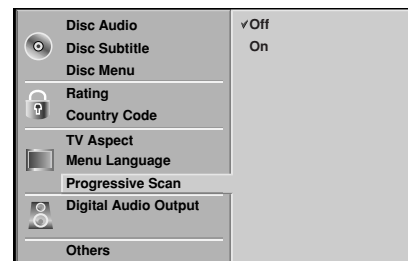 Disc Audio
Disc Subtitle
Disc Menu
Rating
Country Code
TV Aspect
Menu Language
Progressive Scan
Digital Audio Output
Others
✓Off
On